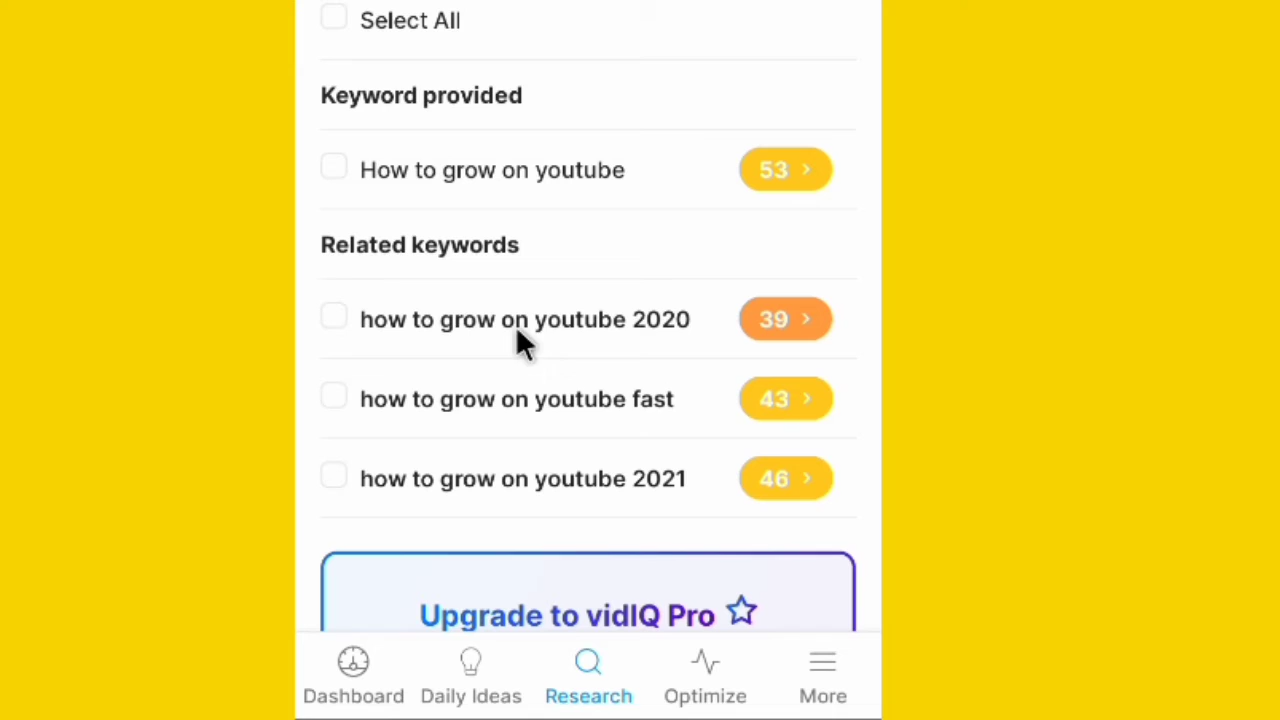 Select All
Keyword provided
How to grow on youtube 53 >
Related keywords
how to grow on youtube 2020 39 >
how to grow on youtube fast 43 >
how to grow on youtube 2021 46 >
Upgrade to vidIQ Pro
Dashboard Daily Ideas Research Optimize More